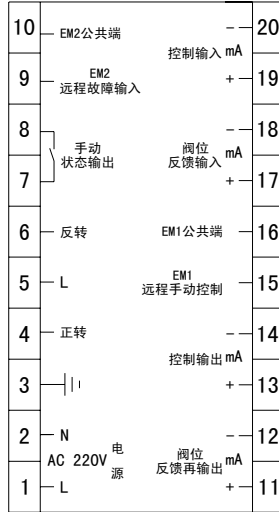 10 EM2公共端 − 20
控制输入 mA
9 EM2 远程故障输入 + 19
8 − 18
手动 状态输出 阀位 反馈输入 mA
7 + 17
6 反转 EM1公共端 16
5 L EM1 远程手动控制 15
4 正转 − 14
控制输出 mA
3 + 13
2 N − 12
AC 220V 电源 阀位 反馈再输出 mA
1 L + 11